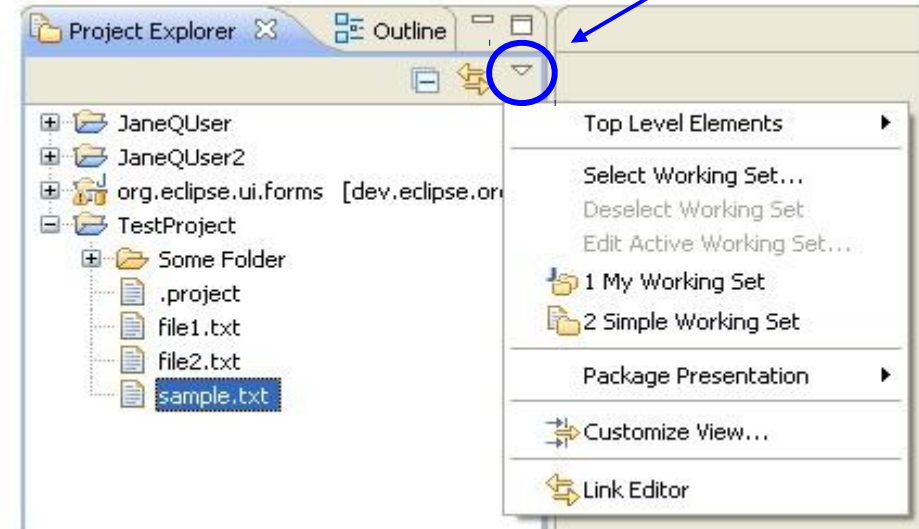 Project Explorer
Outline
JaneQUser
JaneQUser2
org.eclipse.ui.forms [dev.eclipse.or
TestProject
Some Folder
.project
file1.txt
file2.txt
sample.txt
Top Level Elements
Select Working Set...
Deselect Working Set
Edit Active Working Set...
1 My Working Set
2 Simple Working Set
Package Presentation
Customize View...
Link Editor